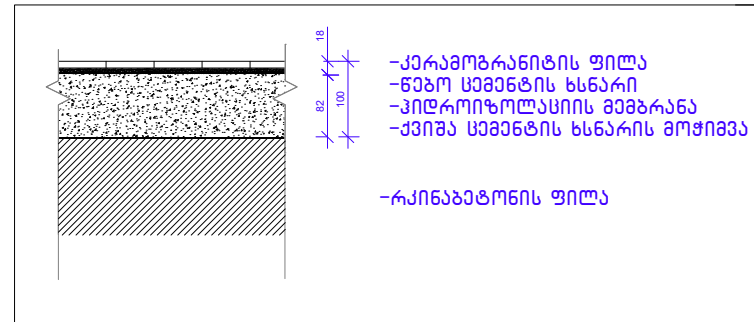 18
82
100
-კერამოგრანიტის ფილა
-წებო ცემენტის ხსნარი
-ჰიდროიზოლაციის მემბრანა
-ქვიშა ცემენტის ხსნარის მოჭიმვა
-რკინაბეტონის ფილა